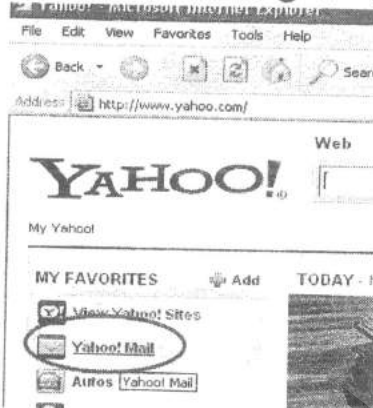 Yahoo! - Microsoft Internet Explorer
File Edit View Favorites Tools Help
Back Sear
Address http://www.yahoo.com/
Web
YAHOO!
My Yahoo!
MY FAVORITES Add TODAY -
View Yahoo! Sites
Yahoo! Mail
Autos Yahoo! Mail